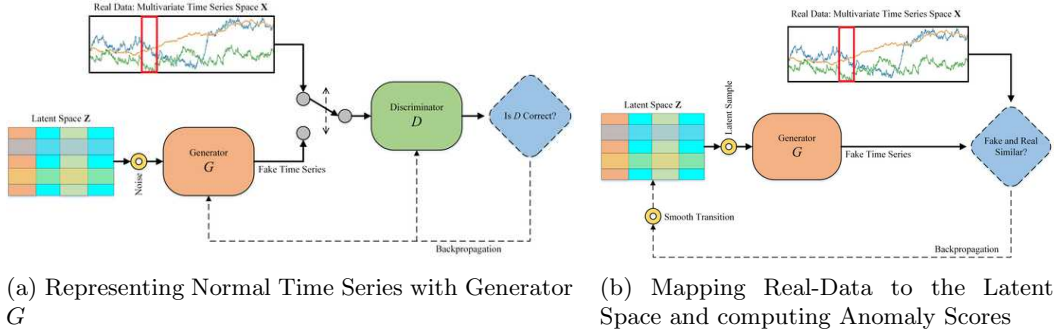 Real Data: Multivariate Time Series Space X
Latent Space Z
Noise
Generator
G
Fake Time Series
Discriminator
D
Is D Correct?
Backpropagation
(a) Representing Normal Time Series with Generator
G
Real Data: Multivariate Time Series Space X
Latent Space Z
Latent Sample
Generator
G
Fake Time Series
Fake and Real
Similar?
Smooth Transition
Backpropagation
(b) Mapping Real-Data to the Latent
Space and computing Anomaly Scores